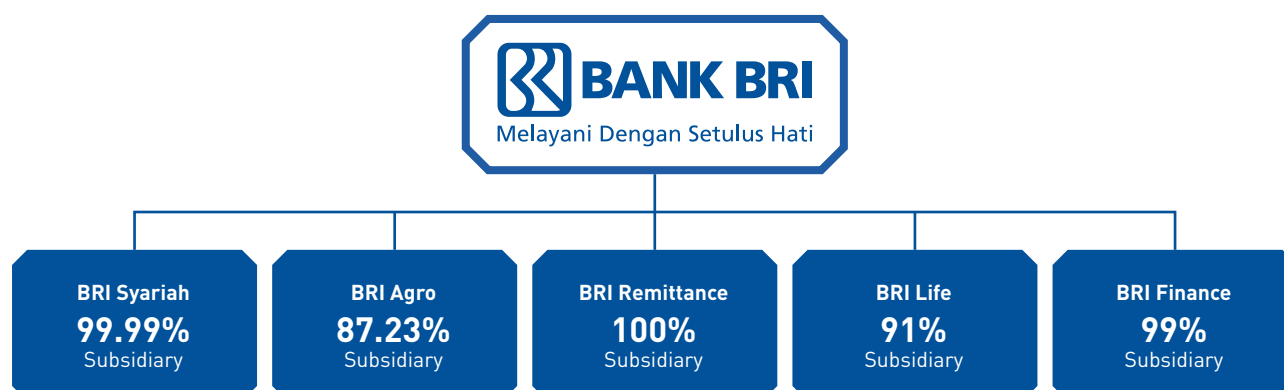 BANK BRI
Melayani Dengan Setulus Hati
BRI Syariah
99.99%
Subsidiary
BRI Agro
87.23%
Subsidiary
BRI Remittance
100%
Subsidiary
BRI Life
91%
Subsidiary
BRI Finance
99%
Subsidiary